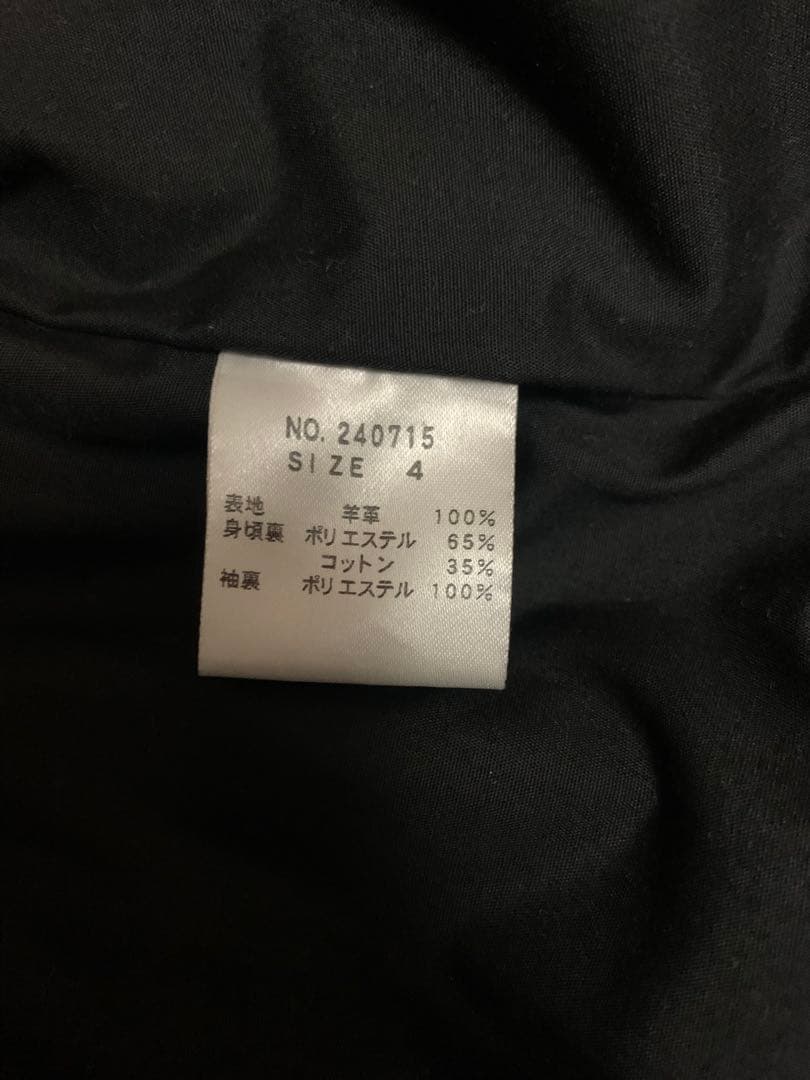 NO. 240715
SIZE 4
表地 羊革 100%
身頃裏 ポリエステル 65%
コットン 35%
袖裏 ポリエステル 100%